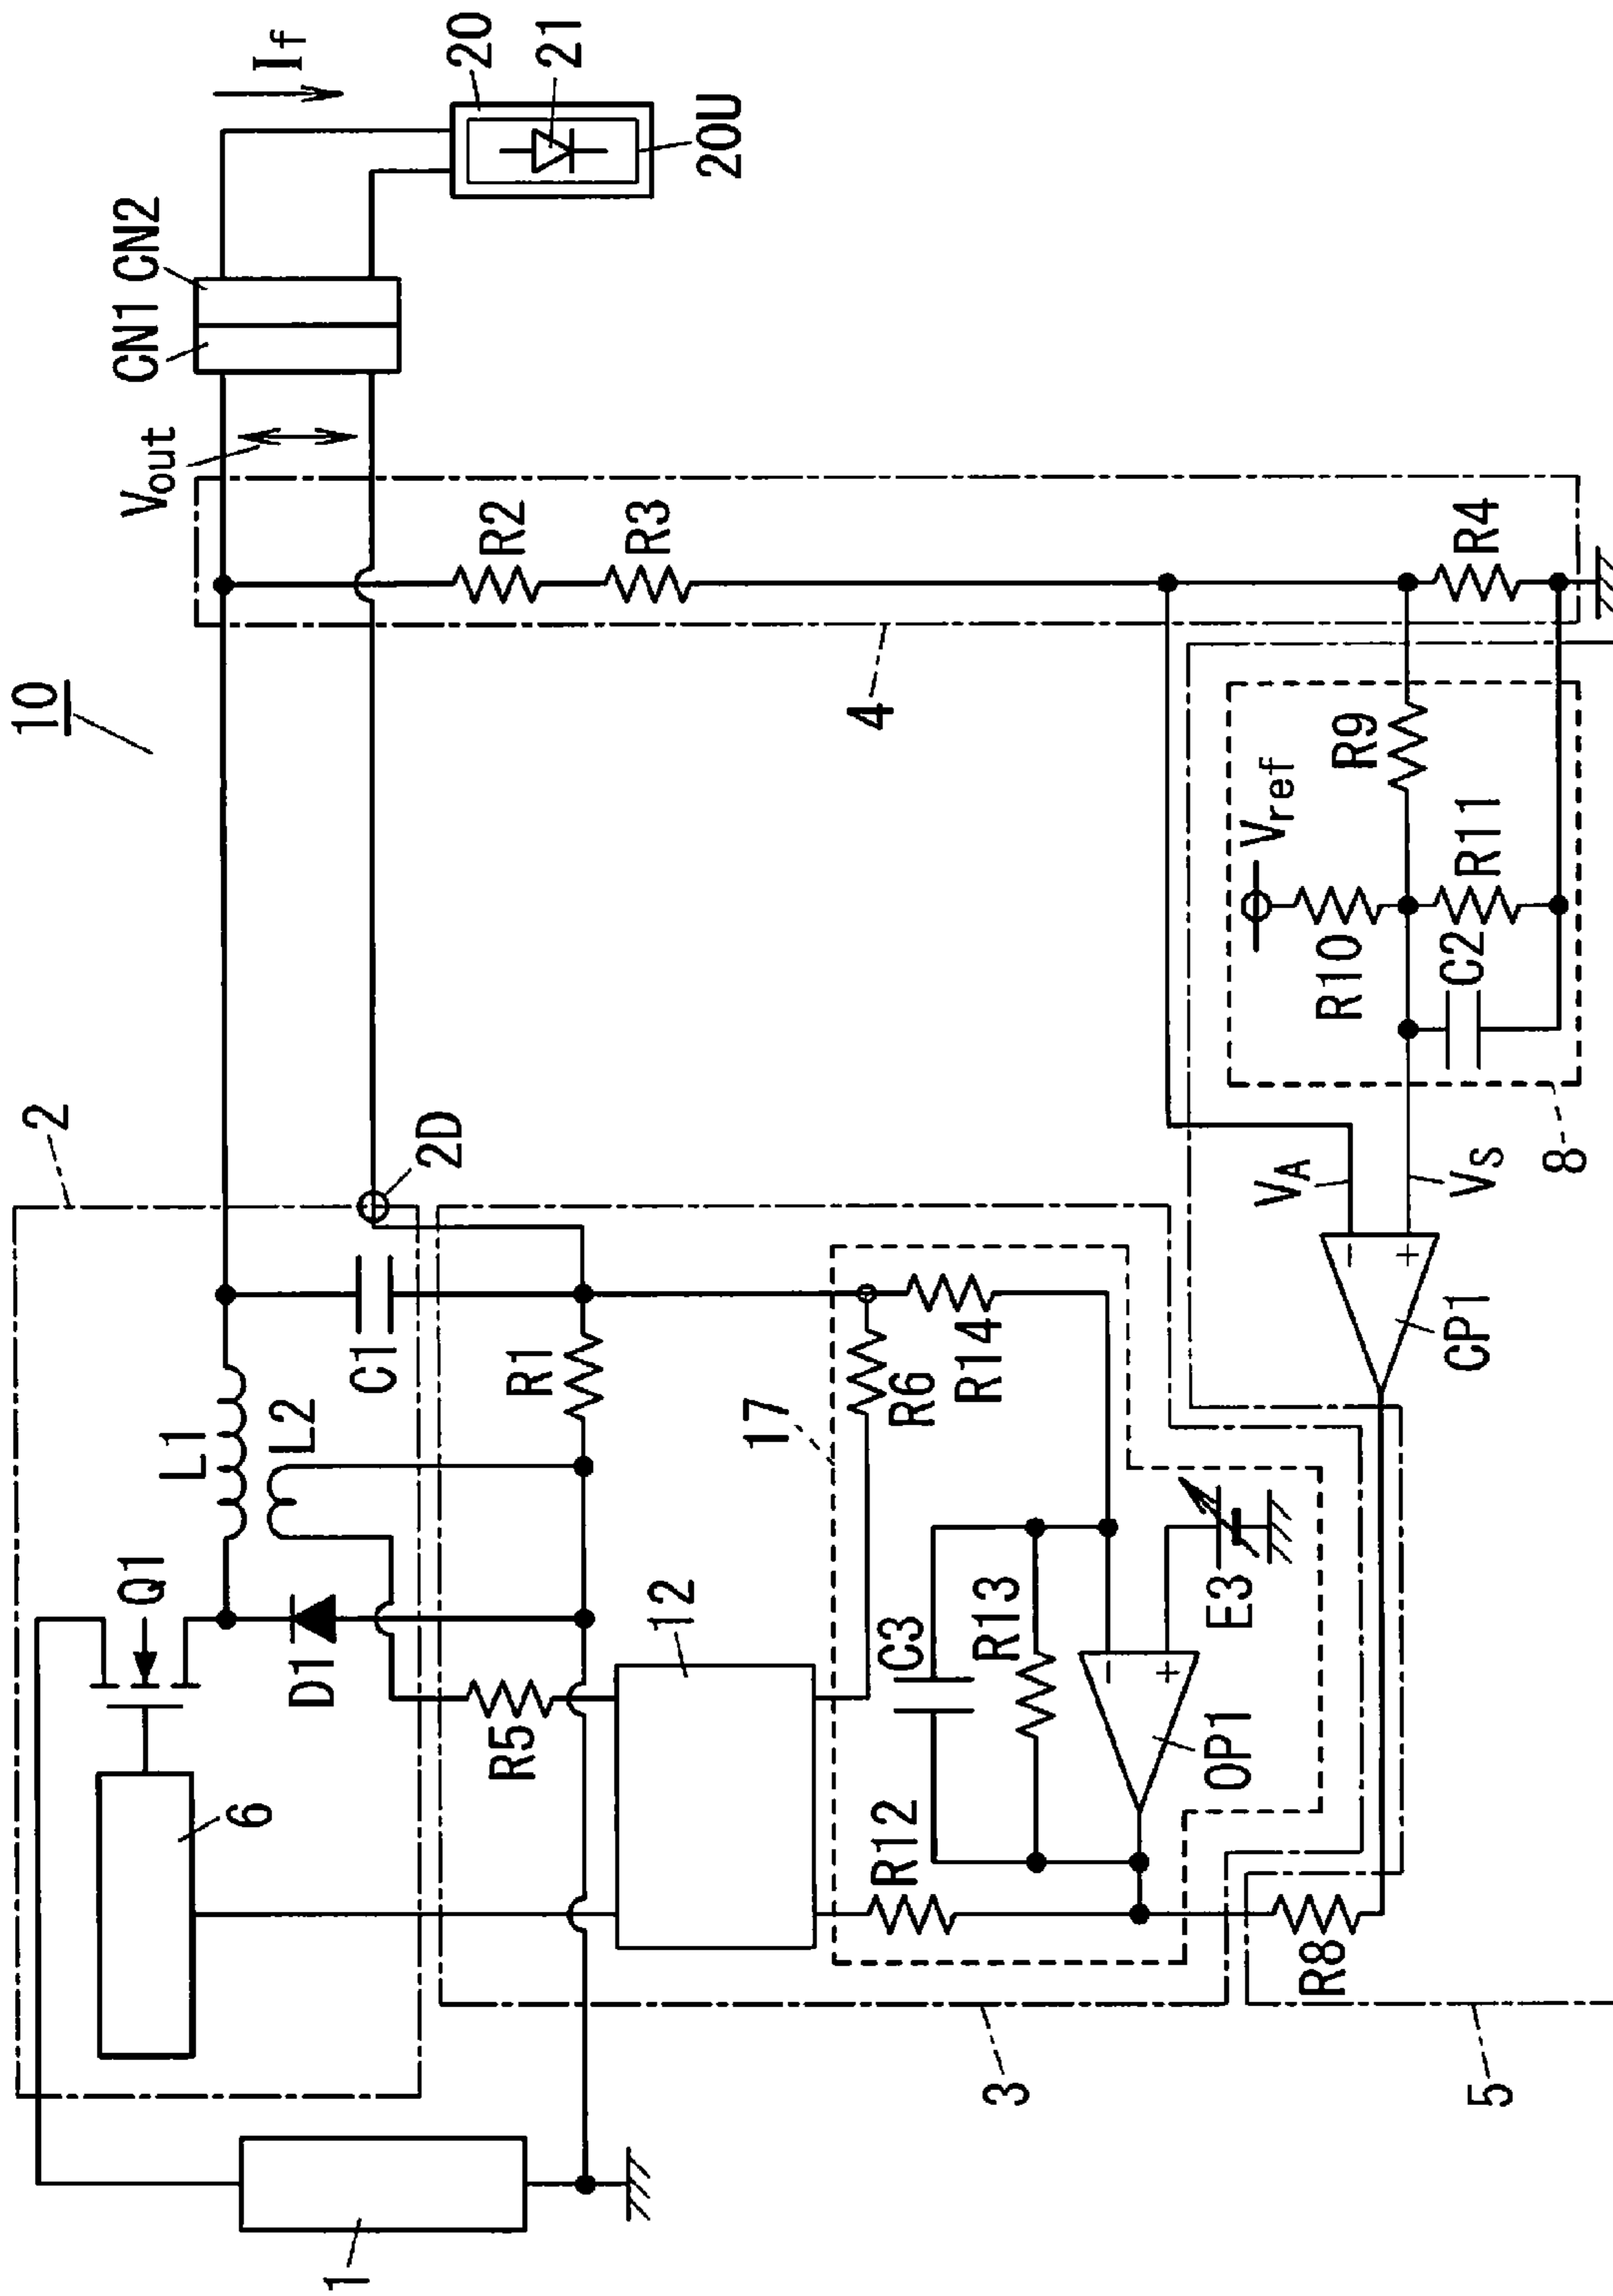 10
2
6
Q1
L1
L2
D1
C1
2D
Vout
CN1 CN2
If
20
21
20U
1
R5
R1
12
17
R6
R14
R12
C3
R13
OP1
E3
3
R2
R3
R4
4
VA
VS
CP1
Vref
R9
R10
R11
C2
8
R8
5